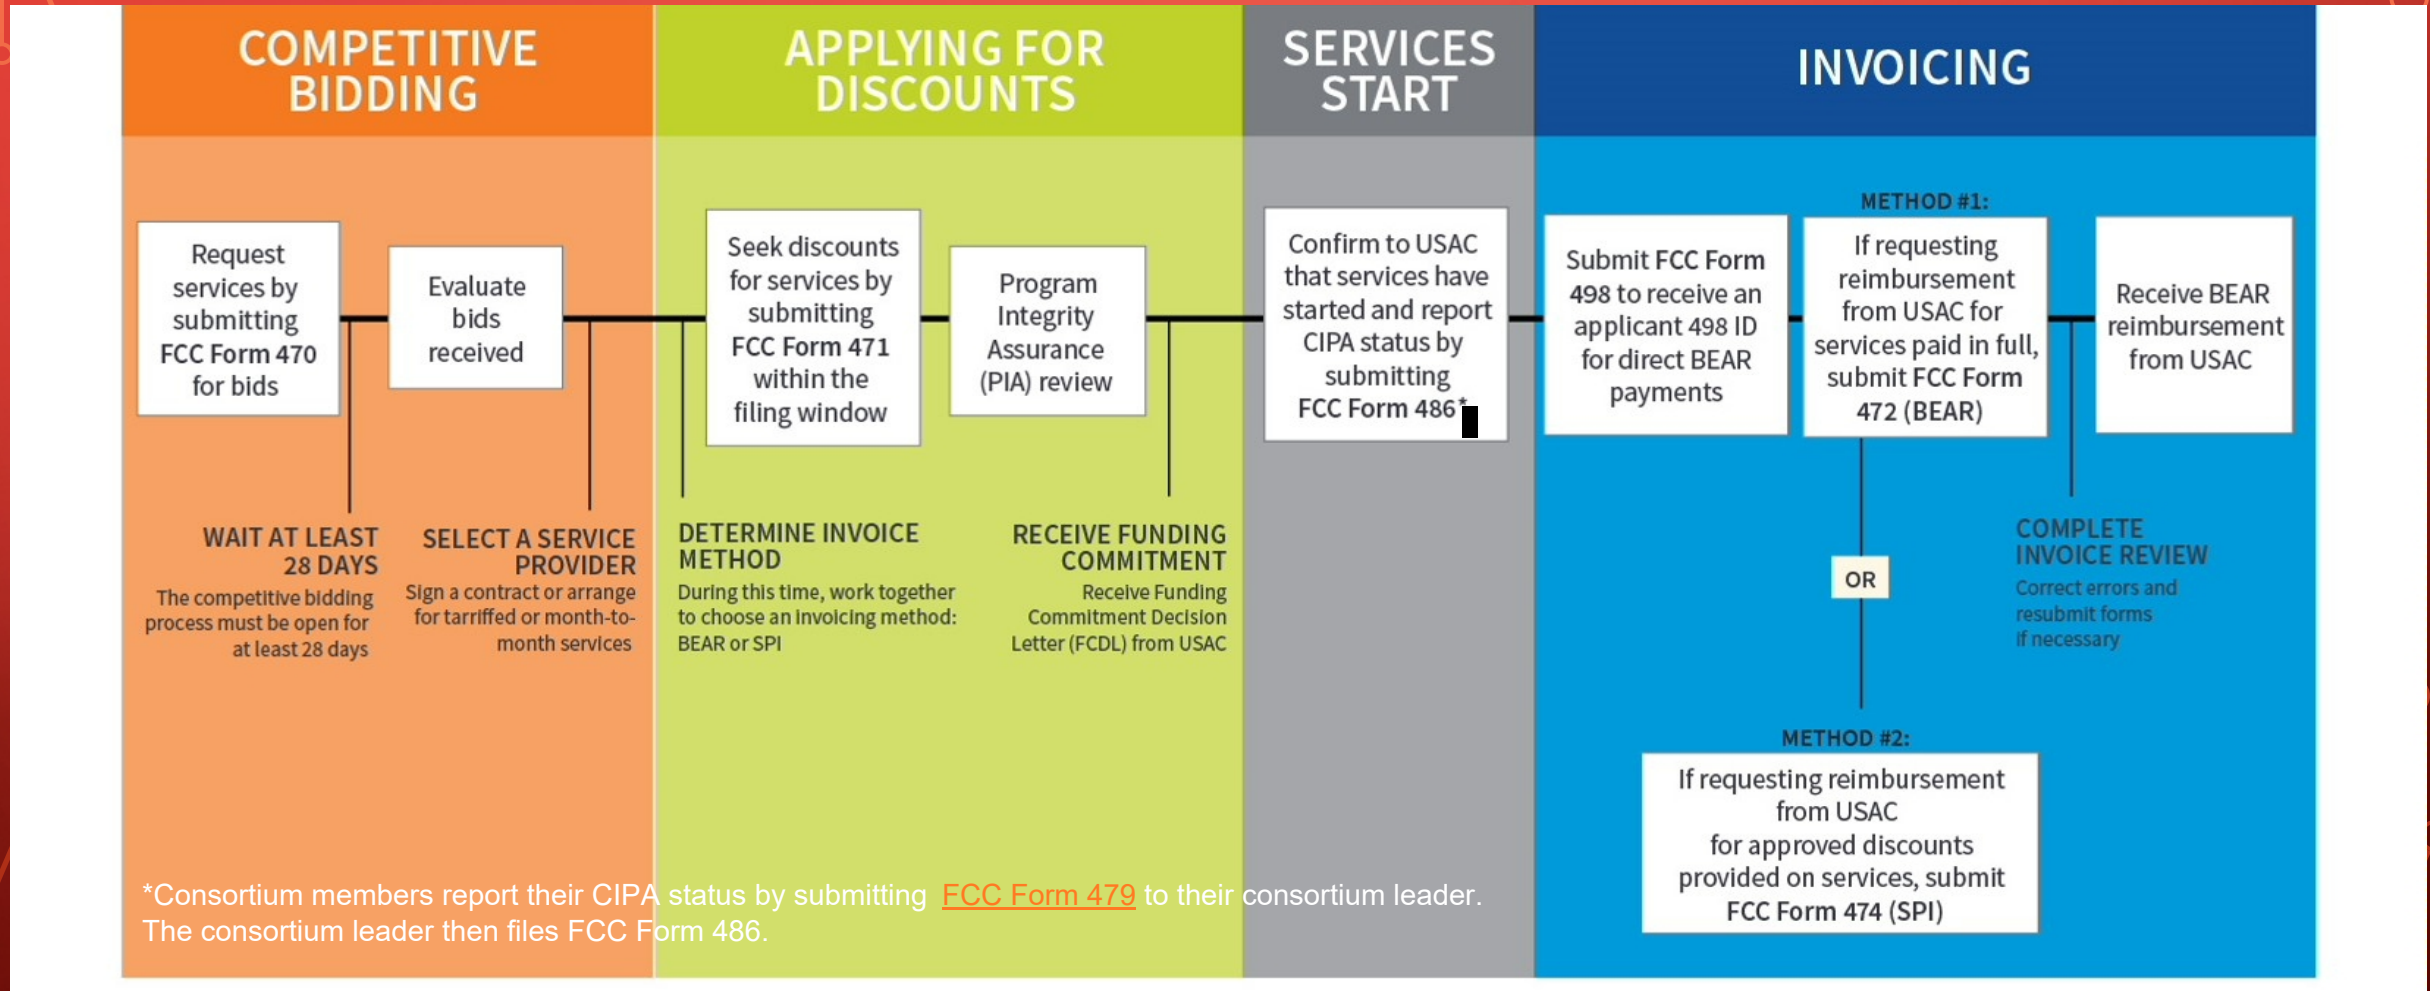 COMPETITIVE
BIDDING
Request
services by
submitting
FCC Form 470
for bids
Evaluate
bids
received
WAIT AT LEAST
28 DAYS
The competitive bidding
process must be open for
at least 28 days
SELECT A SERVICE
PROVIDER
Sign a contract or arrange
for tarriffed or month-to-
month services
APPLYING FOR
DISCOUNTS
Seek discounts
for services by
submitting
FCC Form 471
within the
filing window
Program
Integrity
Assurance
(PIA) review
DETERMINE INVOICE
METHOD
During this time, work together
to choose an invoicing method:
BEAR or SPI
RECEIVE FUNDING
COMMITMENT
Receive Funding
Commitment Decision
Letter (FCDL) from USAC
SERVICES
START
Confirm to USAC
that services have
started and report
CIPA status by
submitting
FCC Form 486*
INVOICING
Submit FCC Form
498 to receive an
applicant 498 ID
for direct BEAR
payments
METHOD #1:
If requesting
reimbursement
from USAC for
services paid in full,
submit FCC Form
472 (BEAR)
Receive BEAR
reimbursement
from USAC
COMPLETE
INVOICE REVIEW
Correct errors and
resubmit forms
if necessary
OR
METHOD #2:
If requesting reimbursement
from USAC
for approved discounts
provided on services, submit
FCC Form 474 (SPI)
*Consortium members report their CIPA status by submitting FCC Form 479 to their consortium leader.
The consortium leader then files FCC Form 486.